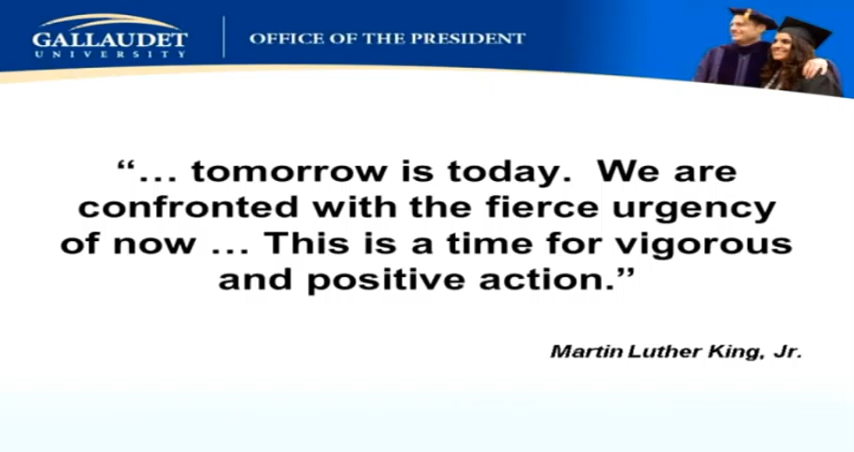 GALLAUDET
UNIVERSITY
OFFICE OF THE PRESIDENT
“… tomorrow is today.  We are
confronted with the fierce urgency
of now … This is a time for vigorous
and positive action.”
Martin Luther King, Jr.